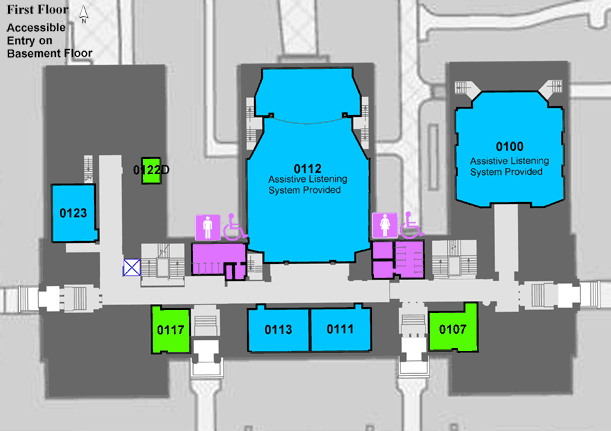 First Floor
Accessible
Entry on
Basement Floor
0112
Assistive Listening
System Provided
0100
Assistive Listening
System Provided
0122D
0123
0117
0113
0111
0107